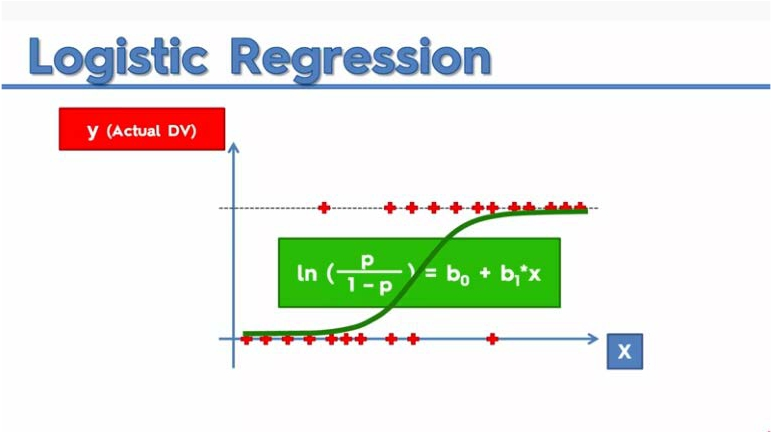 Logistic Regression
y (Actual DV)
ln (p / 1 – p) = b₀ + b₁*x
X